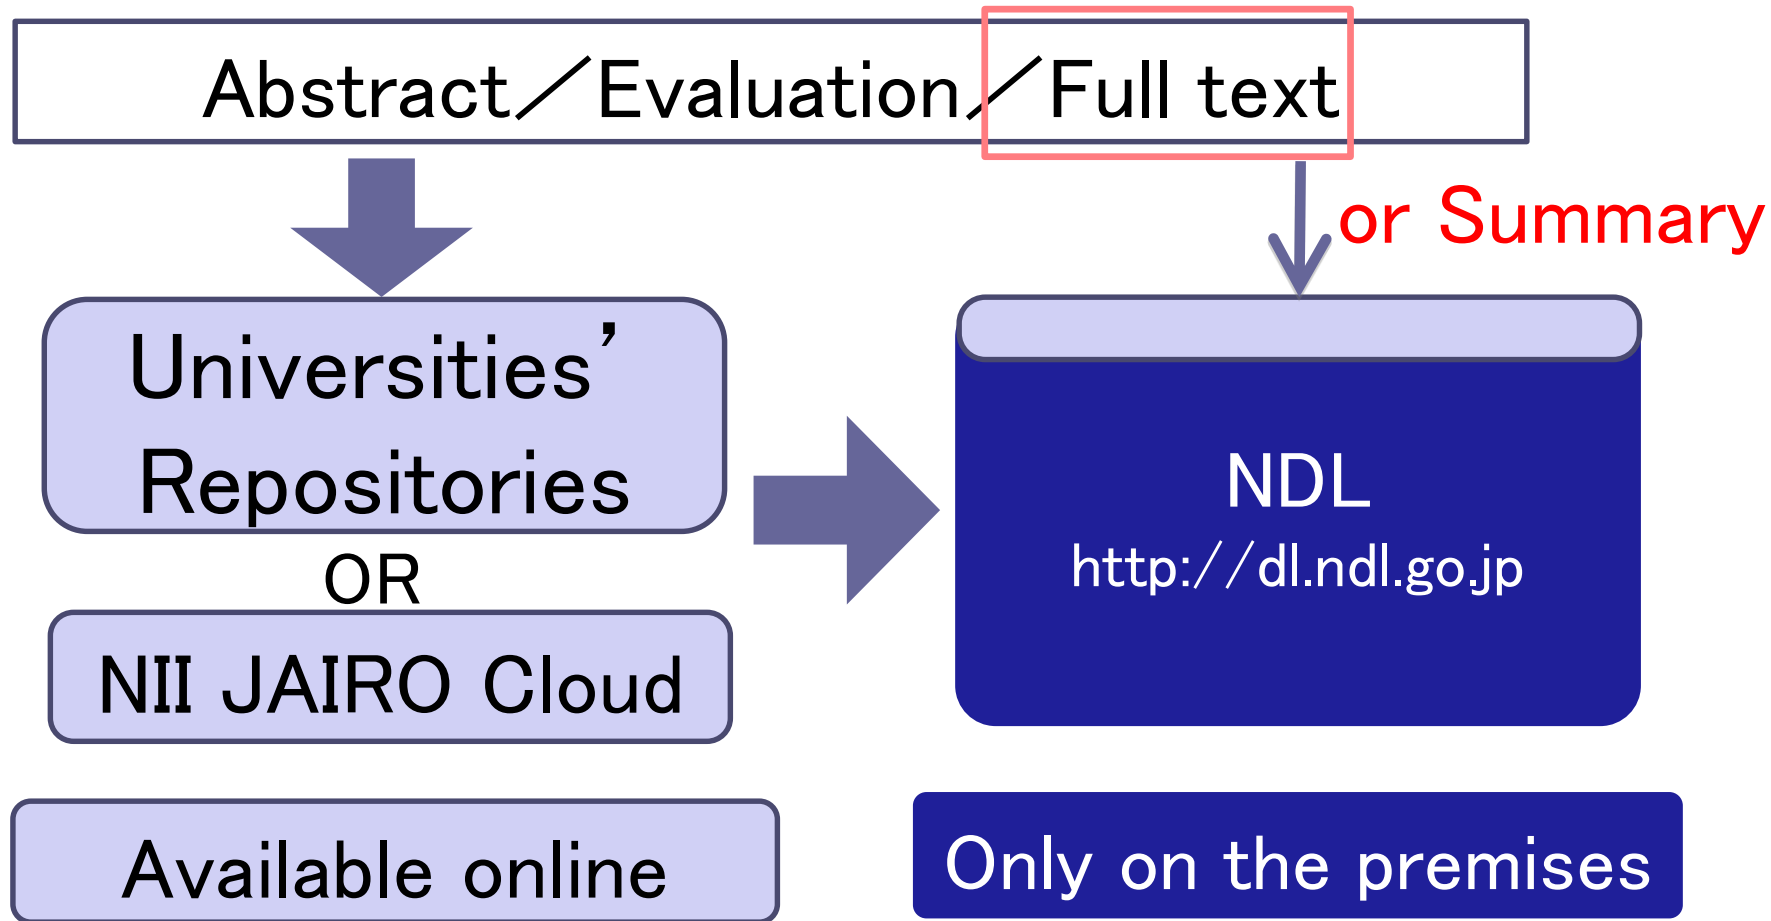 Abstract／Evaluation／Full text
or Summary
Universities’
Repositories
OR
NII JAIRO Cloud
NDL
http://dl.ndl.go.jp
Available online
Only on the premises